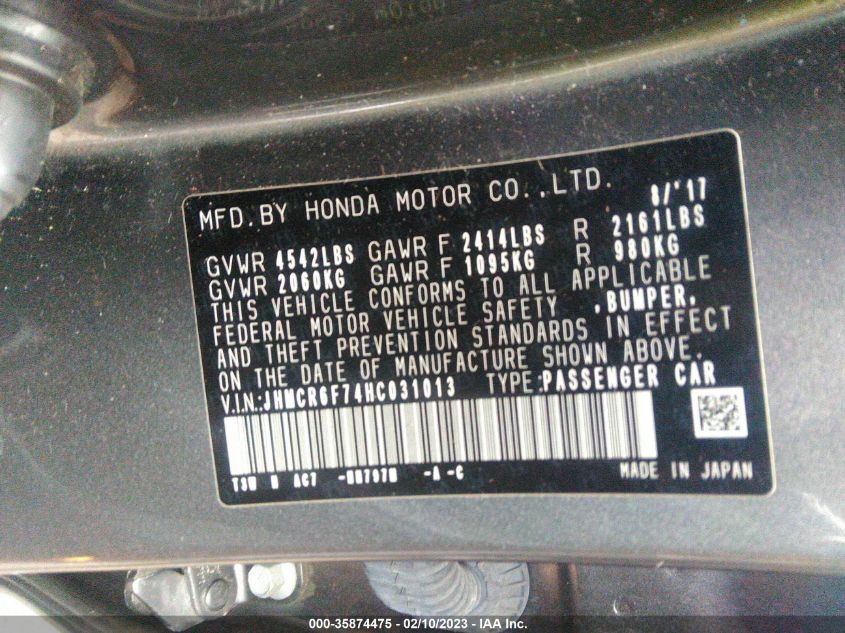 MFD.BY HONDA MOTOR CO.,LTD. 8/'17
GVWR 4542LBS GAWR F 2414LBS R 2161LBS
GVWR 2060KG GAWR F 1095KG R 980KG
THIS VEHICLE CONFORMS TO ALL APPLICABLE
FEDERAL MOTOR VEHICLE SAFETY ,BUMPER,
AND THEFT PREVENTION STANDARDS IN EFFECT
ON THE DATE OF MANUFACTURE SHOWN ABOVE.
V.I.N.:JHMCR6F74HC031013 TYPE:PASSENGER CAR
AC7 -A -C
MADE IN JAPAN
000-35874475 - 02/10/2023 - IAA Inc.